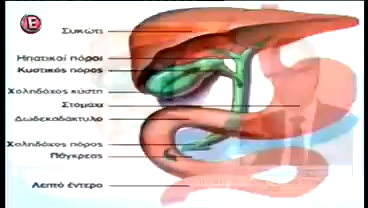 E
Συκώτι
Ηπατικοί πόροι
Κυστικός πόρος
Χοληδόχος κύστη
Στομάχι
Δωδεκαδάκτυλο
Χοληδόχος πόρος
Πάγκρεας
Λεπτό έντερο